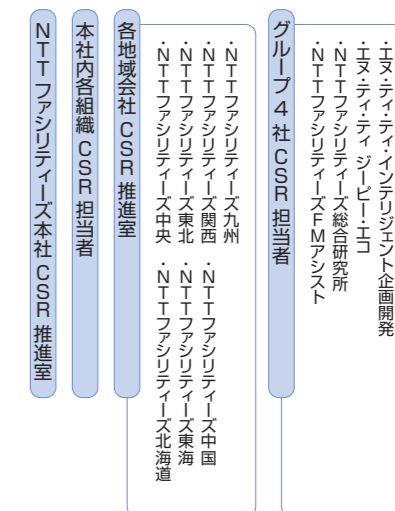 NTTファシリティーズ本社 CSR 推進室
本社内各組織 CSR 担当者
各地域会社 CSR 推進室
・NTTファシリティーズ中央
・NTTファシリティーズ東北
・NTTファシリティーズ関西
・NTTファシリティーズ九州
・NTTファシリティーズ北海道
・NTTファシリティーズ東海
・NTTファシリティーズ中国
グループ 4 社 CSR 担当者
・NTTファシリティーズFMアシスト
・NTTファシリティーズ総合研究所
・エヌ・ティ・ティ ジーピー・エコ
・エヌ・ティ・ティ・インテリジェント企画開発